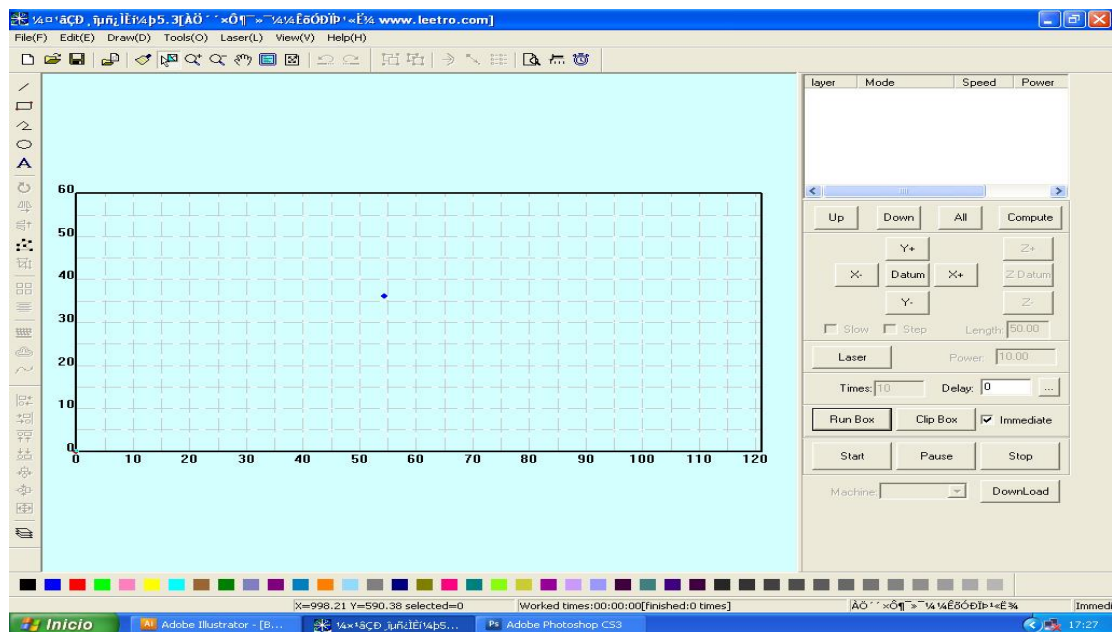 www.leetro.com]
File(F) Edit(E) Draw(D) Tools(O) Laser(L) View(V) Help(H)
layer Mode Speed Power
Up Down All Compute
Y+ Z+
X- Datum X+ Z Datum
Y- Z-
Slow Step Length: 50.00
Laser Power: 10.00
Times: 10 Delay: 0 ...
Run Box Clip Box Immediate
Start Pause Stop
Machine: DownLoad
60
50
40
30
20
10
0
0 10 20 30 40 50 60 70 80 90 100 110 120
X=998.21 Y=590.38 selected=0 Worked times:00:00:00[finished:0 times] Immedi
Inicio Adobe Illustrator - [B... Adobe Photoshop CS3 17:27